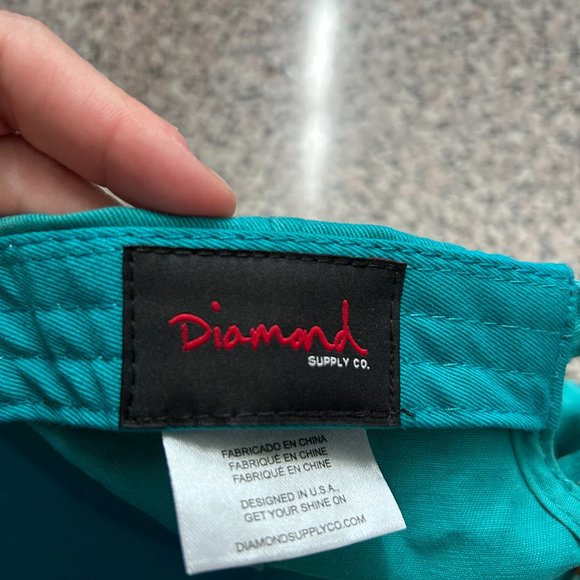 Diamond
SUPPLY CO.
FABRICADO EN CHINA
FABRIQUÉ EN CHINE
FABRIQUÉ EN CHINE
DESIGNED IN U.S.A.,
GET YOUR SHINE ON
DIAMONDSUPPLYCO.COM